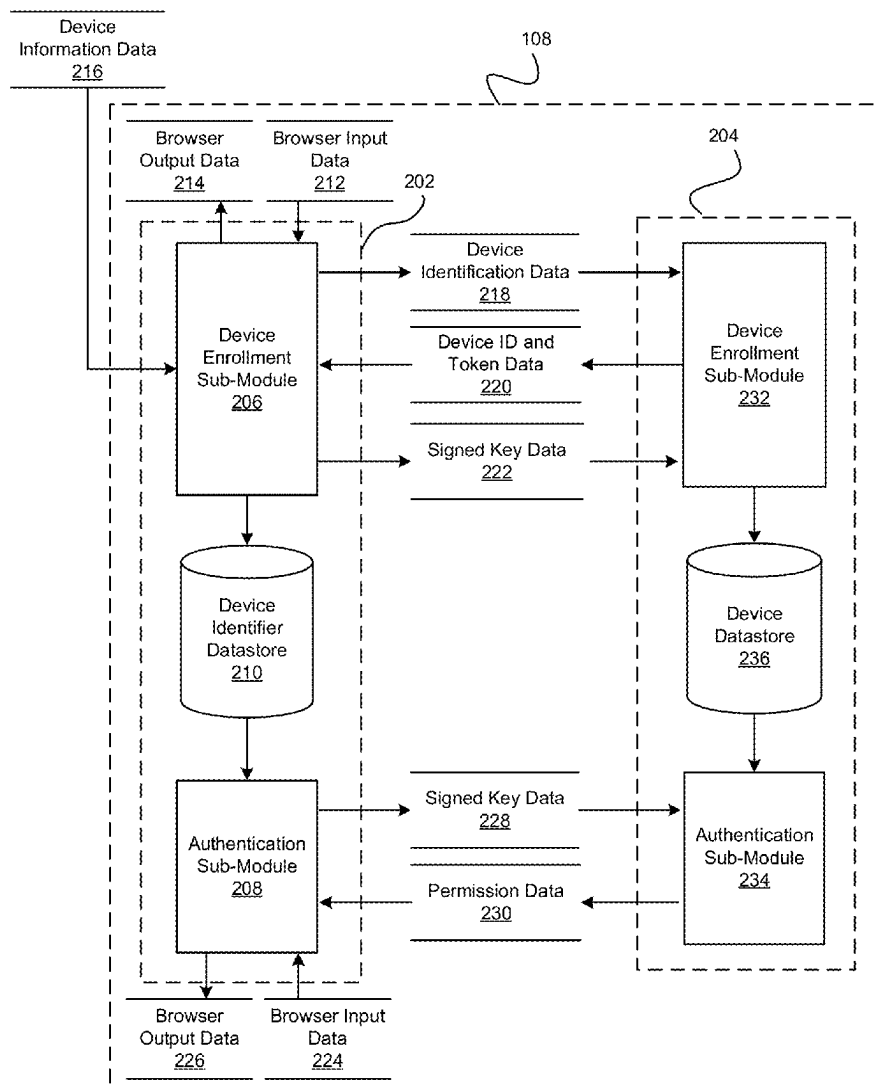 Device
Information Data
216
108
Browser
Output Data
214
Browser Input
Data
212
202
204
Device
Identification Data
218
Device
Enrollment
Sub-Module
206
Device ID and
Token Data
220
Device
Enrollment
Sub-Module
232
Signed Key Data
222
Device
Identifier
Datastore
210
Device
Datastore
236
Signed Key Data
228
Authentication
Sub-Module
208
Authentication
Sub-Module
234
Permission Data
230
Browser
Output Data
226
Browser Input
Data
224